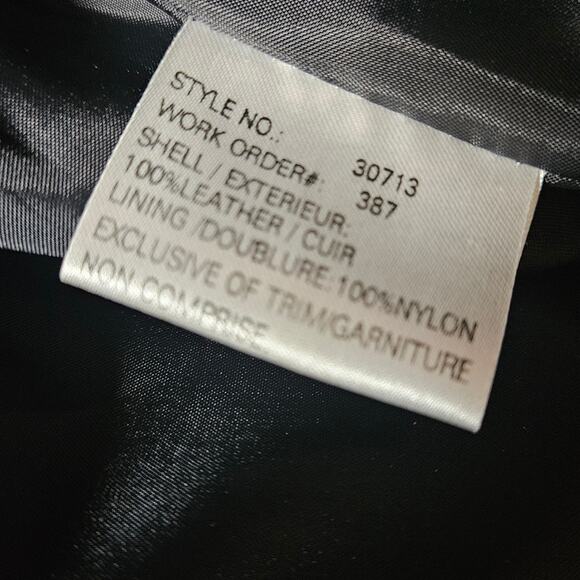 STYLE NO.: 30713
WORK ORDER#: 387
SHELL / EXTERIEUR:
100%LEATHER / CUIR
LINING /DOUBLURE:100%NYLON
EXCLUSIVE OF TRIM/GARNITURE
NON COMPRISE